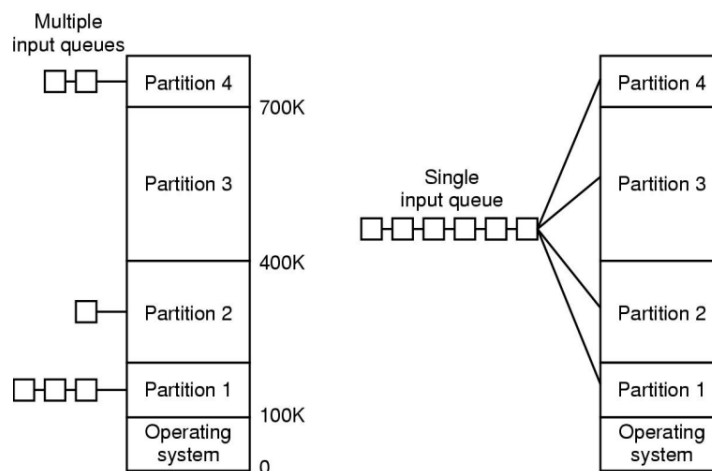 Multiple
input queues
Partition 4
700K
Partition 3
400K
Partition 2
Partition 1
100K
Operating
system
0
Single
input queue
Partition 4
Partition 3
Partition 2
Partition 1
Operating
system